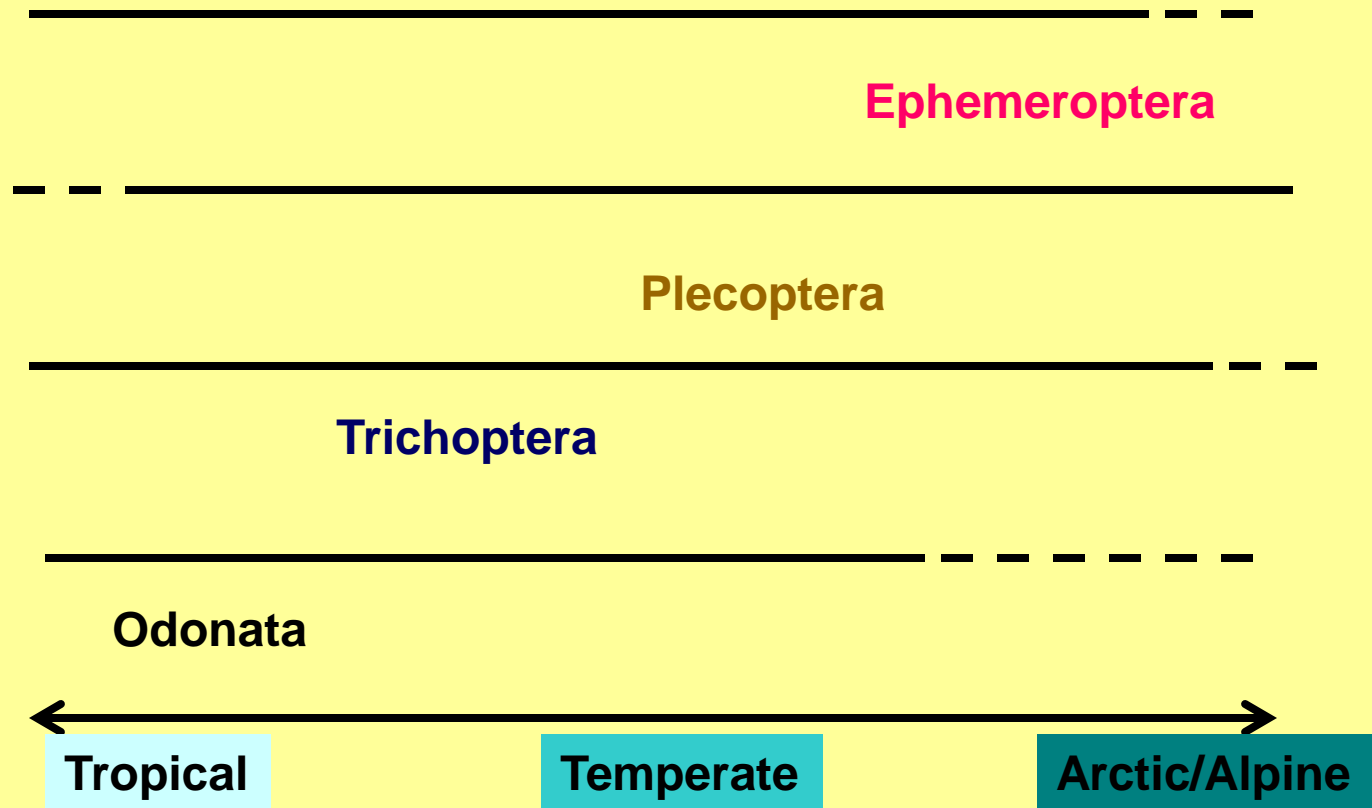 Ephemeroptera
Plecoptera
Trichoptera
Odonata
Tropical Temperate Arctic/Alpine